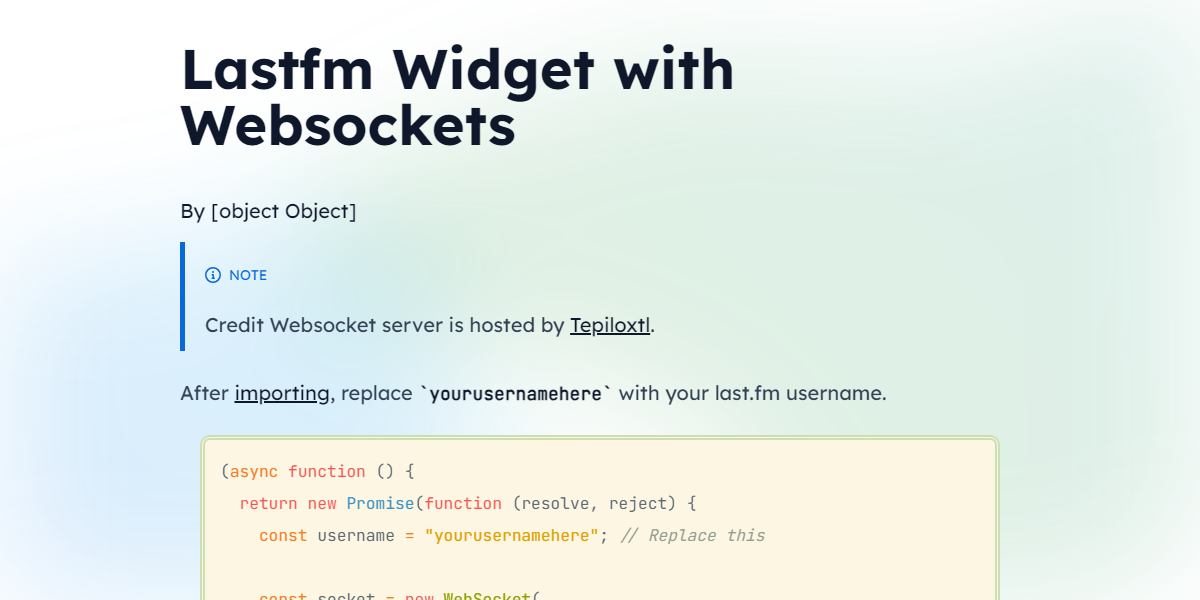 Lastfm Widget with
Websockets
By [object Object]
NOTE
Credit Websocket server is hosted by Tepiloxtl.
After importing, replace `yourusernamehere` with your last.fm username.
(async function () {
return new Promise(function (resolve, reject) {
const username = "yourusernamehere"; // Replace this
const socket = new WebSocket(